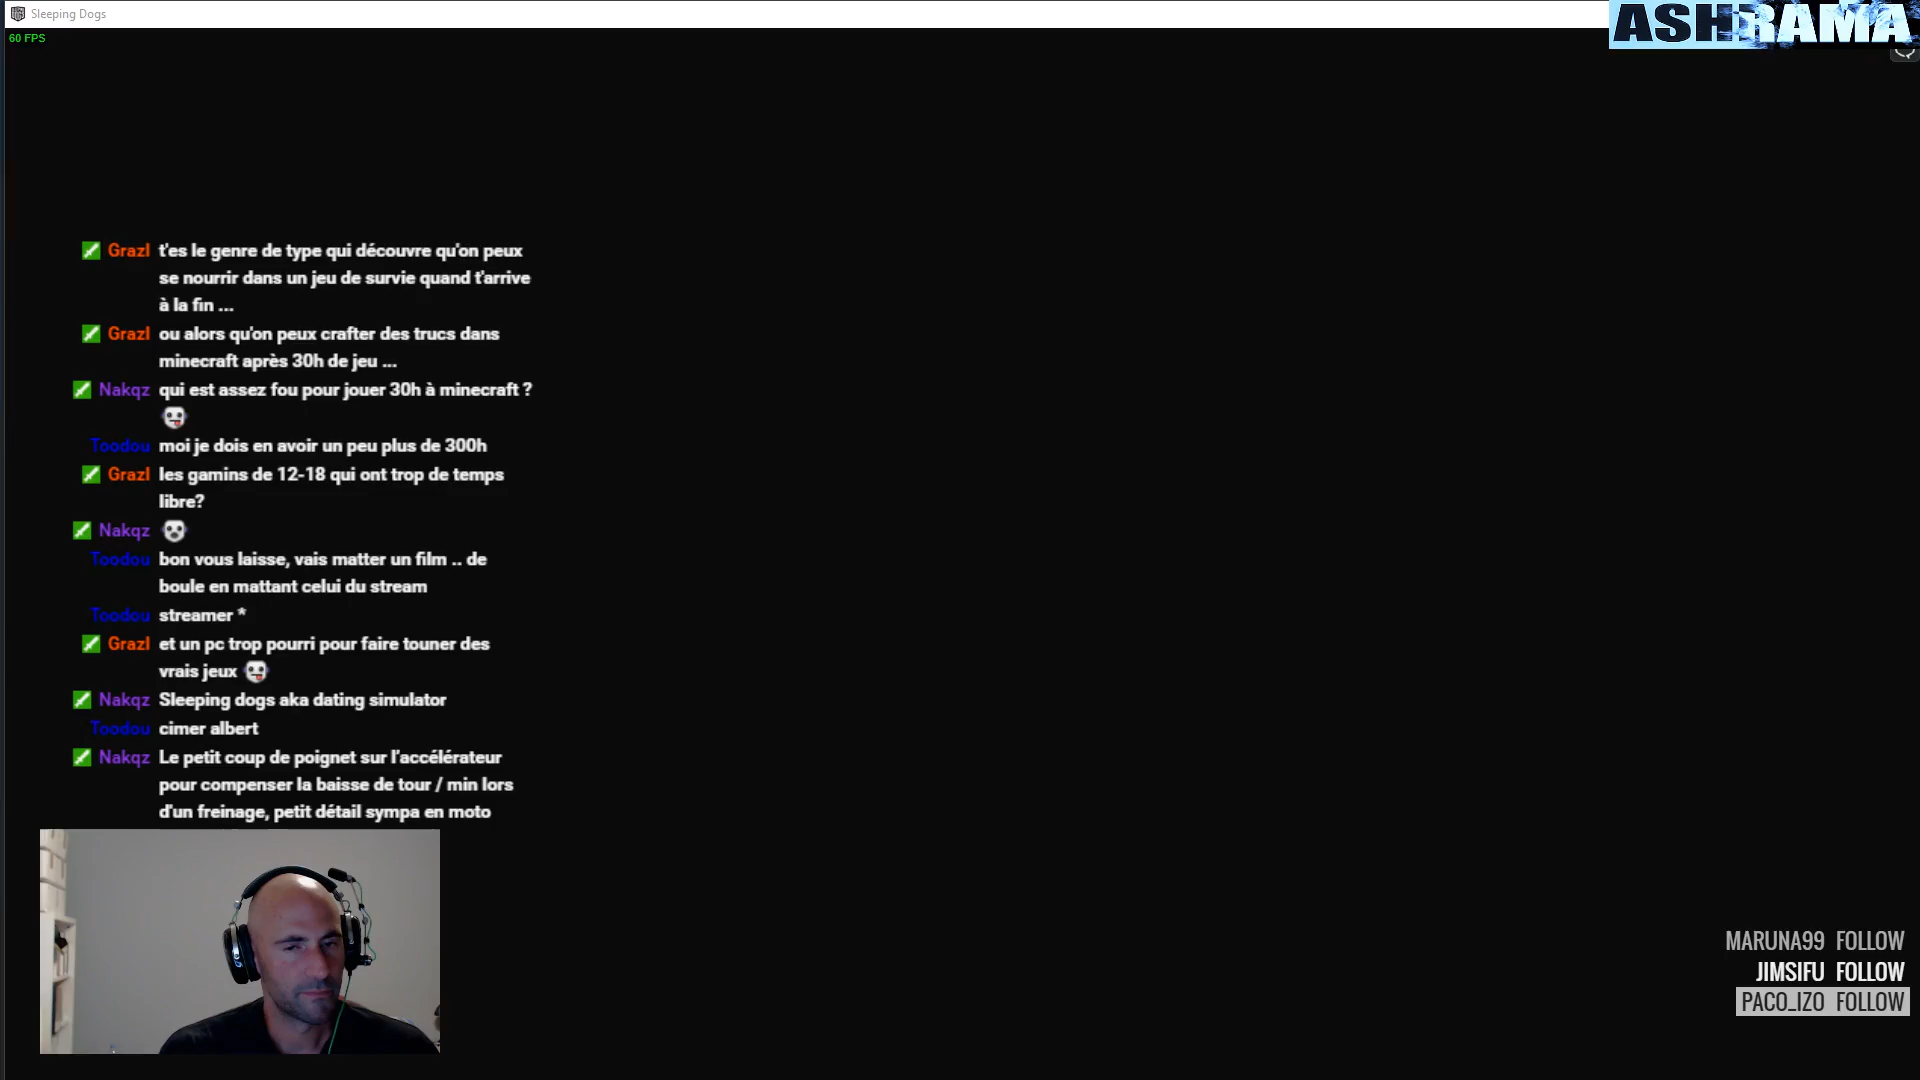 Sleeping Dogs
ASHRAMA
60 FPS
Grazl t'es le genre de type qui découvre qu'on peux
se nourrir dans un jeu de survie quand t'arrive
à la fin ...
Grazl ou alors qu'on peux crafter des trucs dans
minecraft après 30h de jeu ...
Nakqz qui est assez fou pour jouer 30h à minecraft ?
Toodou moi je dois en avoir un peu plus de 300h
Grazl les gamins de 12-18 qui ont trop de temps
libre?
Nakqz
Toodou bon vous laisse, vais matter un film .. de
boule en mattant celui du stream
Toodou streamer *
Grazl et un pc trop pourri pour faire touner des
vrais jeux
Nakqz Sleeping dogs aka dating simulator
Toodou cimer albert
Nakqz Le petit coup de poignet sur l'accélérateur
pour compenser la baisse de tour / min lors
d'un freinage, petit détail sympa en moto
MARUNA99 FOLLOW
JIMSIFU FOLLOW
PACO_IZO FOLLOW